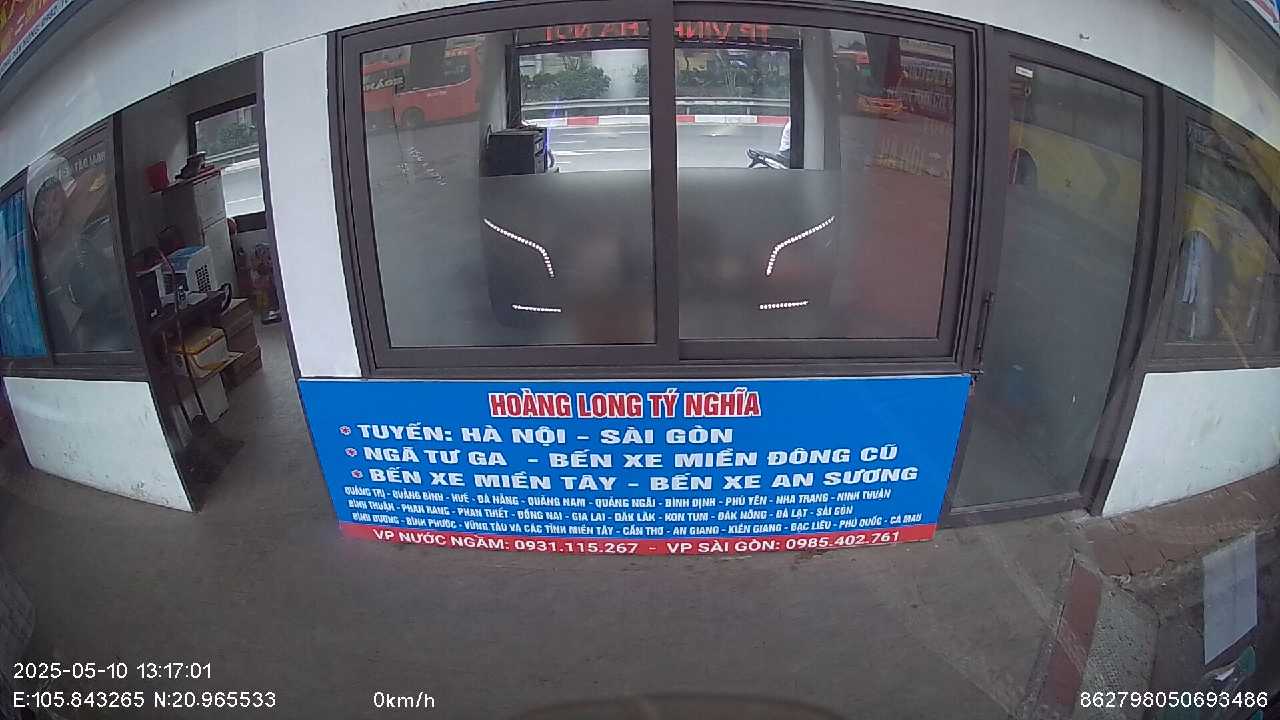 HOÀNG LONG TÝ NGHĨA
TUYẾN: HÀ NỘI - SÀI GÒN
NGÃ TƯ GA - BẾN XE MIỀN ĐÔNG CŨ
BẾN XE MIỀN TÂY - BẾN XE AN SƯƠNG
QUẢNG TRỊ - QUẢNG BÌNH - HUẾ - ĐÀ NẴNG - QUẢNG NAM - QUẢNG NGÃI - BÌNH ĐỊNH - PHÚ YÊN - NHA TRANG - NINH THUẬN
BÌNH THUẬN - PHAN RANG - PHAN THIẾT - ĐỒNG NAI - GIA LAI - ĐĂK LĂK - KON TUM - ĐĂK NÔNG - ĐÀ LẠT - SÀI GÒN
BÌNH DƯƠNG - BÌNH PHƯỚC - VŨNG TÀU VÀ CÁC TỈNH MIỀN TÂY - CẦN THƠ - AN GIANG - KIÊN GIANG - BẠC LIÊU - PHÚ QUỐC - CÀ MAU
VP NƯỚC NGẦM: 0931.115.267 - VP SÀI GÒN: 0985.402.761
2025-05-10 13:17:01
E:105.843265 N:20.965533
0km/h
862798050693486